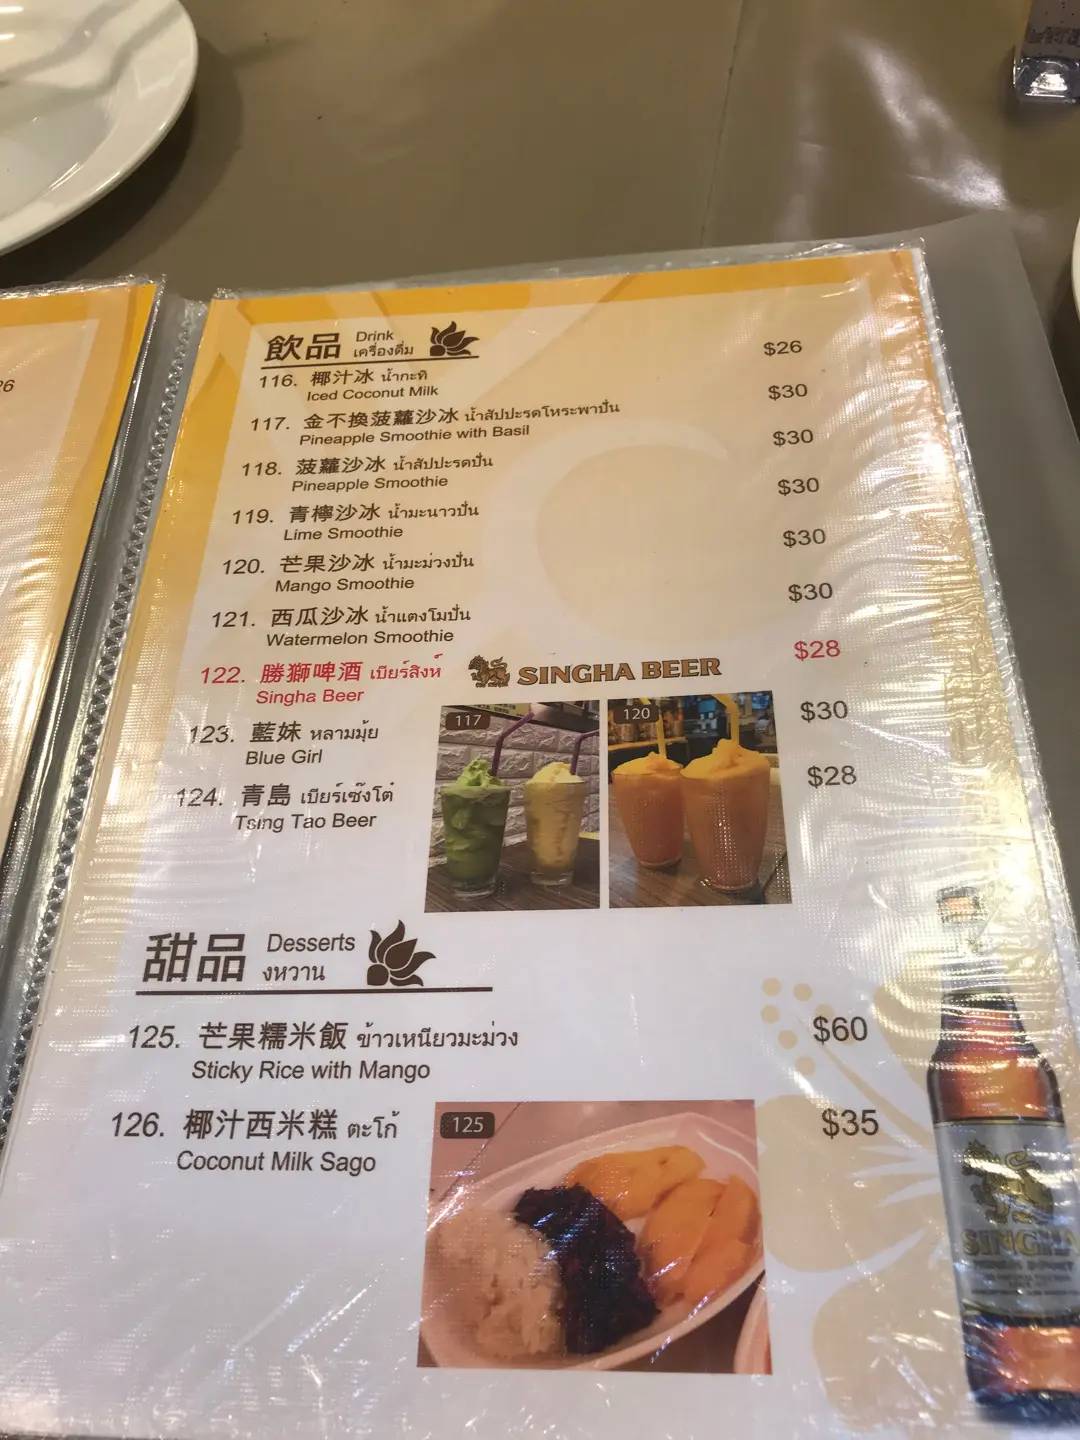 飲品 Drink
เครื่องดื่ม
116. 椰汁冰 น้ำกะทิ $26
Iced Coconut Milk
117. 金不換菠蘿沙冰 น้ำสัปปะรดโหระพาปั่น $30
Pineapple Smoothie with Basil
118. 菠蘿沙冰 น้ำสัปปะรดปั่น $30
Pineapple Smoothie
119. 青檸沙冰 น้ำมะนาวปั่น $30
Lime Smoothie
120. 芒果沙冰 น้ำมะม่วงปั่น $30
Mango Smoothie
121. 西瓜沙冰 น้ำแตงโมปั่น $30
Watermelon Smoothie
122. 勝獅啤酒 เบียร์สิงห์ SINGHA BEER $28
Singha Beer
123. 藍妹 หลามมุ้ย $30
Blue Girl
124. 青島 เบียร์เช๊งโต๋ $28
Tsing Tao Beer
117
120
甜品 Desserts
งหวาน
125. 芒果糯米飯 ข้าวเหนียวมะม่วง $60
Sticky Rice with Mango
126. 椰汁西米糕 ตะโก้ $35
Coconut Milk Sago
125
SINGHA
26